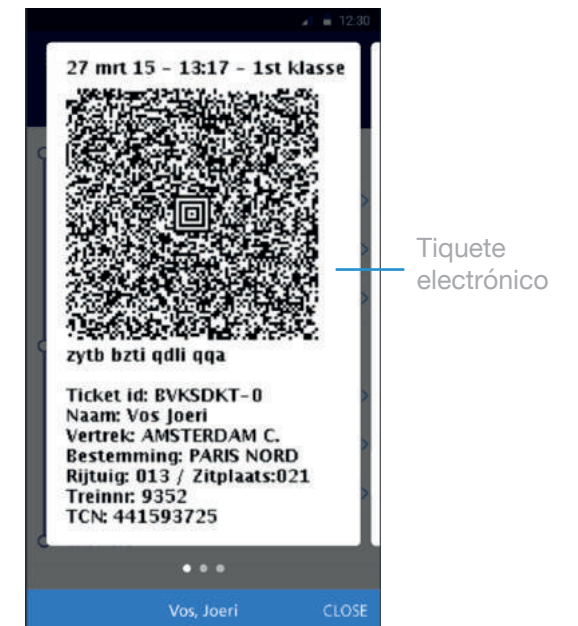 12:30
27 mrt 15 - 13:17 - 1st klasse
zytb bzti qdli qqa
Ticket id: BVKSDKT-0
Naam: Vos Joeri
Vertrek: AMSTERDAM C.
Bestemming: PARIS NORD
Rijtuig: 013 / Zitplaats:021
Treinnr: 9352
TCN: 441593725
Vos, Joeri CLOSE
Tiquete
electrónico